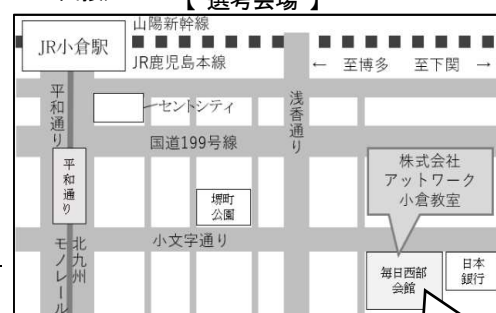 【 選考会場 】
山陽新幹線
JR小倉駅
JR鹿児島本線
← 至博多 至下関 →
平和通り
セントシティ
浅香通り
国道199号線
平和通り
株式会社
アットワーク
小倉教室
堺町
公園
小文字通り
北九州
モノレール
毎日西部
会館
日本
銀行